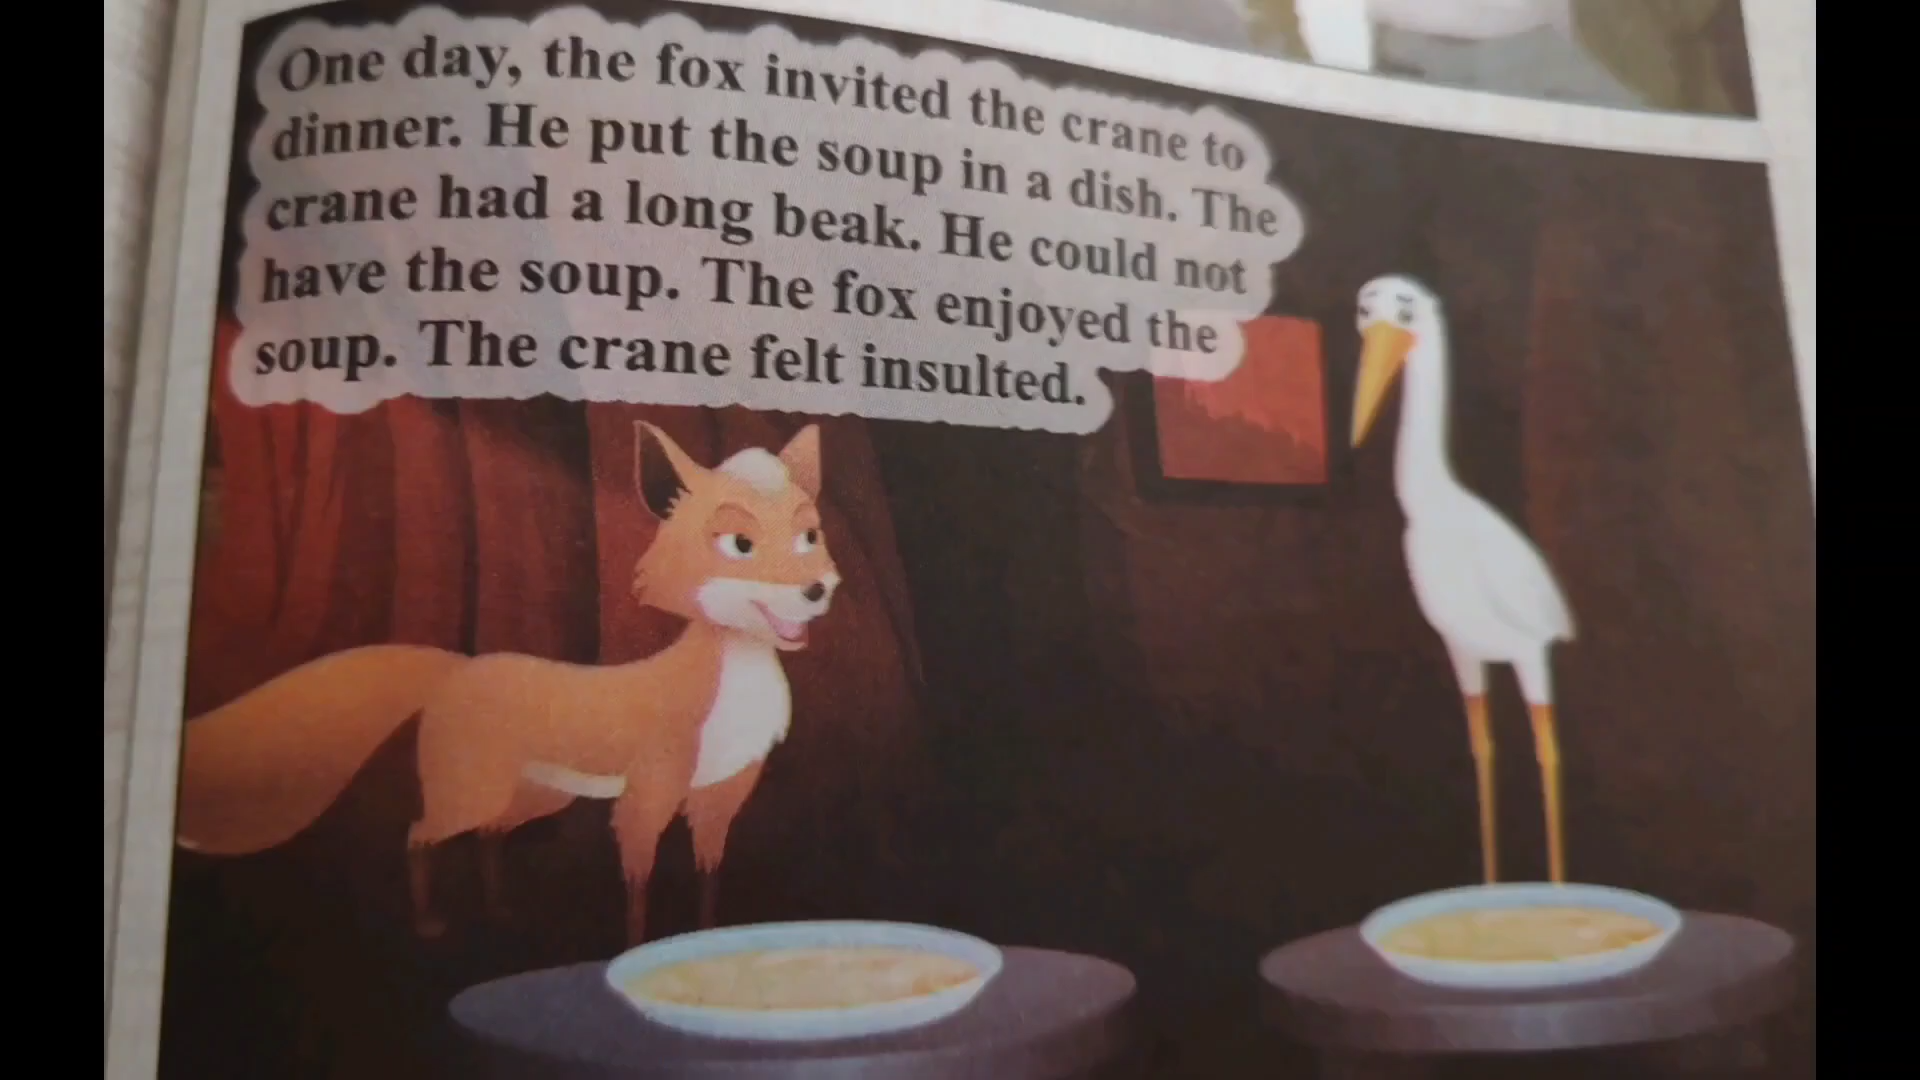 One day, the fox invited the crane to
dinner. He put the soup in a dish. The
crane had a long beak. He could not
have the soup. The fox enjoyed the
soup. The crane felt insulted.